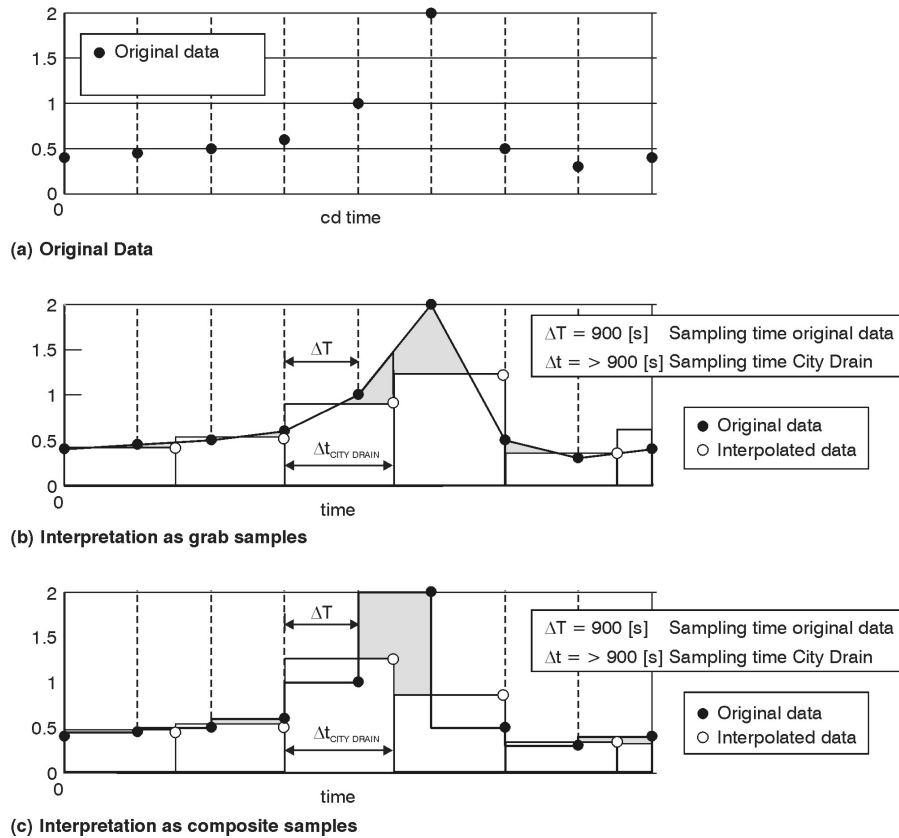 2
Original data
1.5
1
0.5
0
0
cd time
(a) Original Data
2
ΔT = 900 [s] Sampling time original data
Δt = > 900 [s] Sampling time City Drain
1.5
ΔT
1
Original data
Interpolated data
0.5
Δt CITY DRAIN
0
0
time
(b) Interpretation as grab samples
2
ΔT = 900 [s] Sampling time original data
Δt = > 900 [s] Sampling time City Drain
1.5
ΔT
1
Original data
Interpolated data
0.5
Δt CITY DRAIN
0
0
time
(c) Interpretation as composite samples